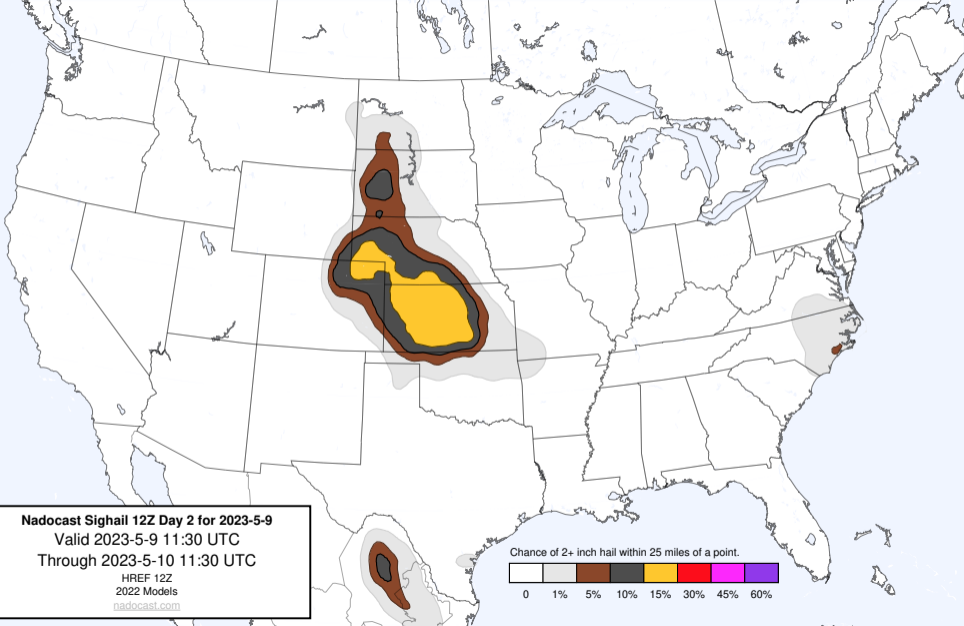 Nadocast Sighail 12Z Day 2 for 2023-5-9
Valid 2023-5-9 11:30 UTC
Through 2023-5-10 11:30 UTC
HREF 12Z
2022 Models
nadocast.com
Chance of 2+ inch hail within 25 miles of a point.
0 1% 5% 10% 15% 30% 45% 60%